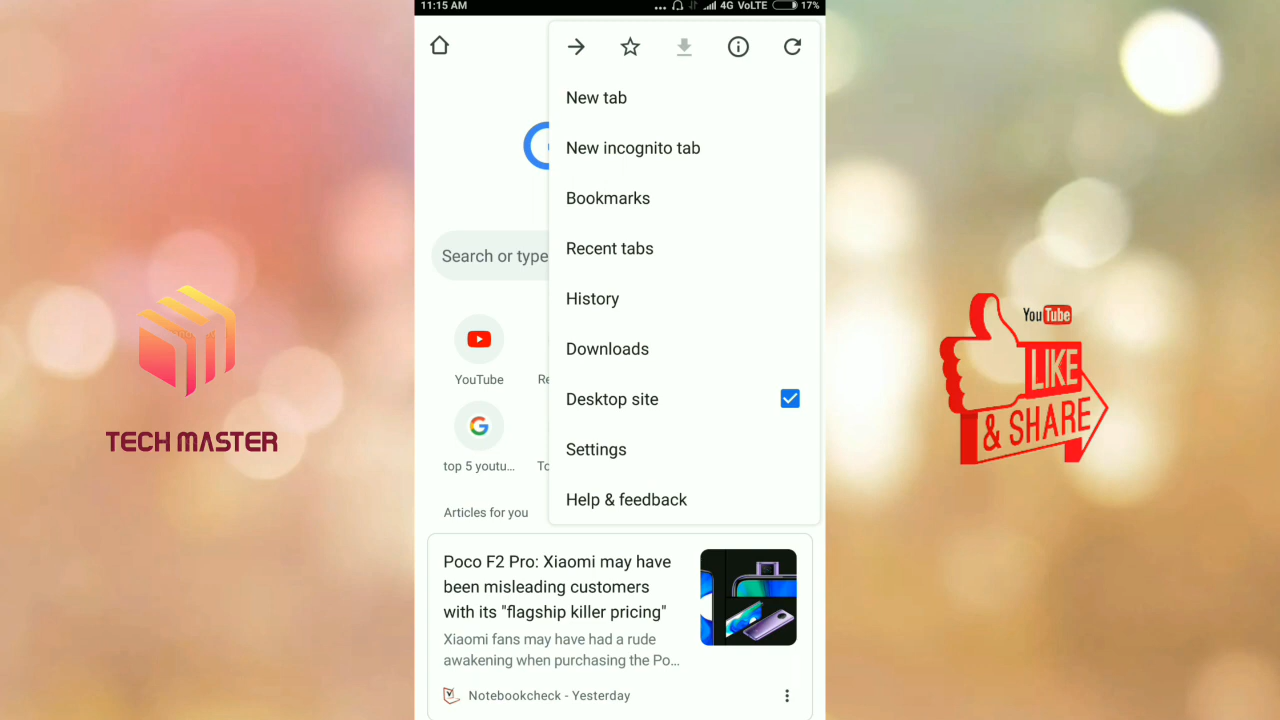 11:15 AM
4G VoLTE 17%
New tab
New incognito tab
Bookmarks
Search or type
Recent tabs
History
Downloads
YouTube
Re
Desktop site
Settings
top 5 youtu...
To
Help & feedback
Articles for you
Poco F2 Pro: Xiaomi may have
been misleading customers
with its "flagship killer pricing"
Xiaomi fans may have had a rude
awakening when purchasing the Po...
Notebookcheck - Yesterday
TECH MASTER
YouTube
LIKE
& SHARE